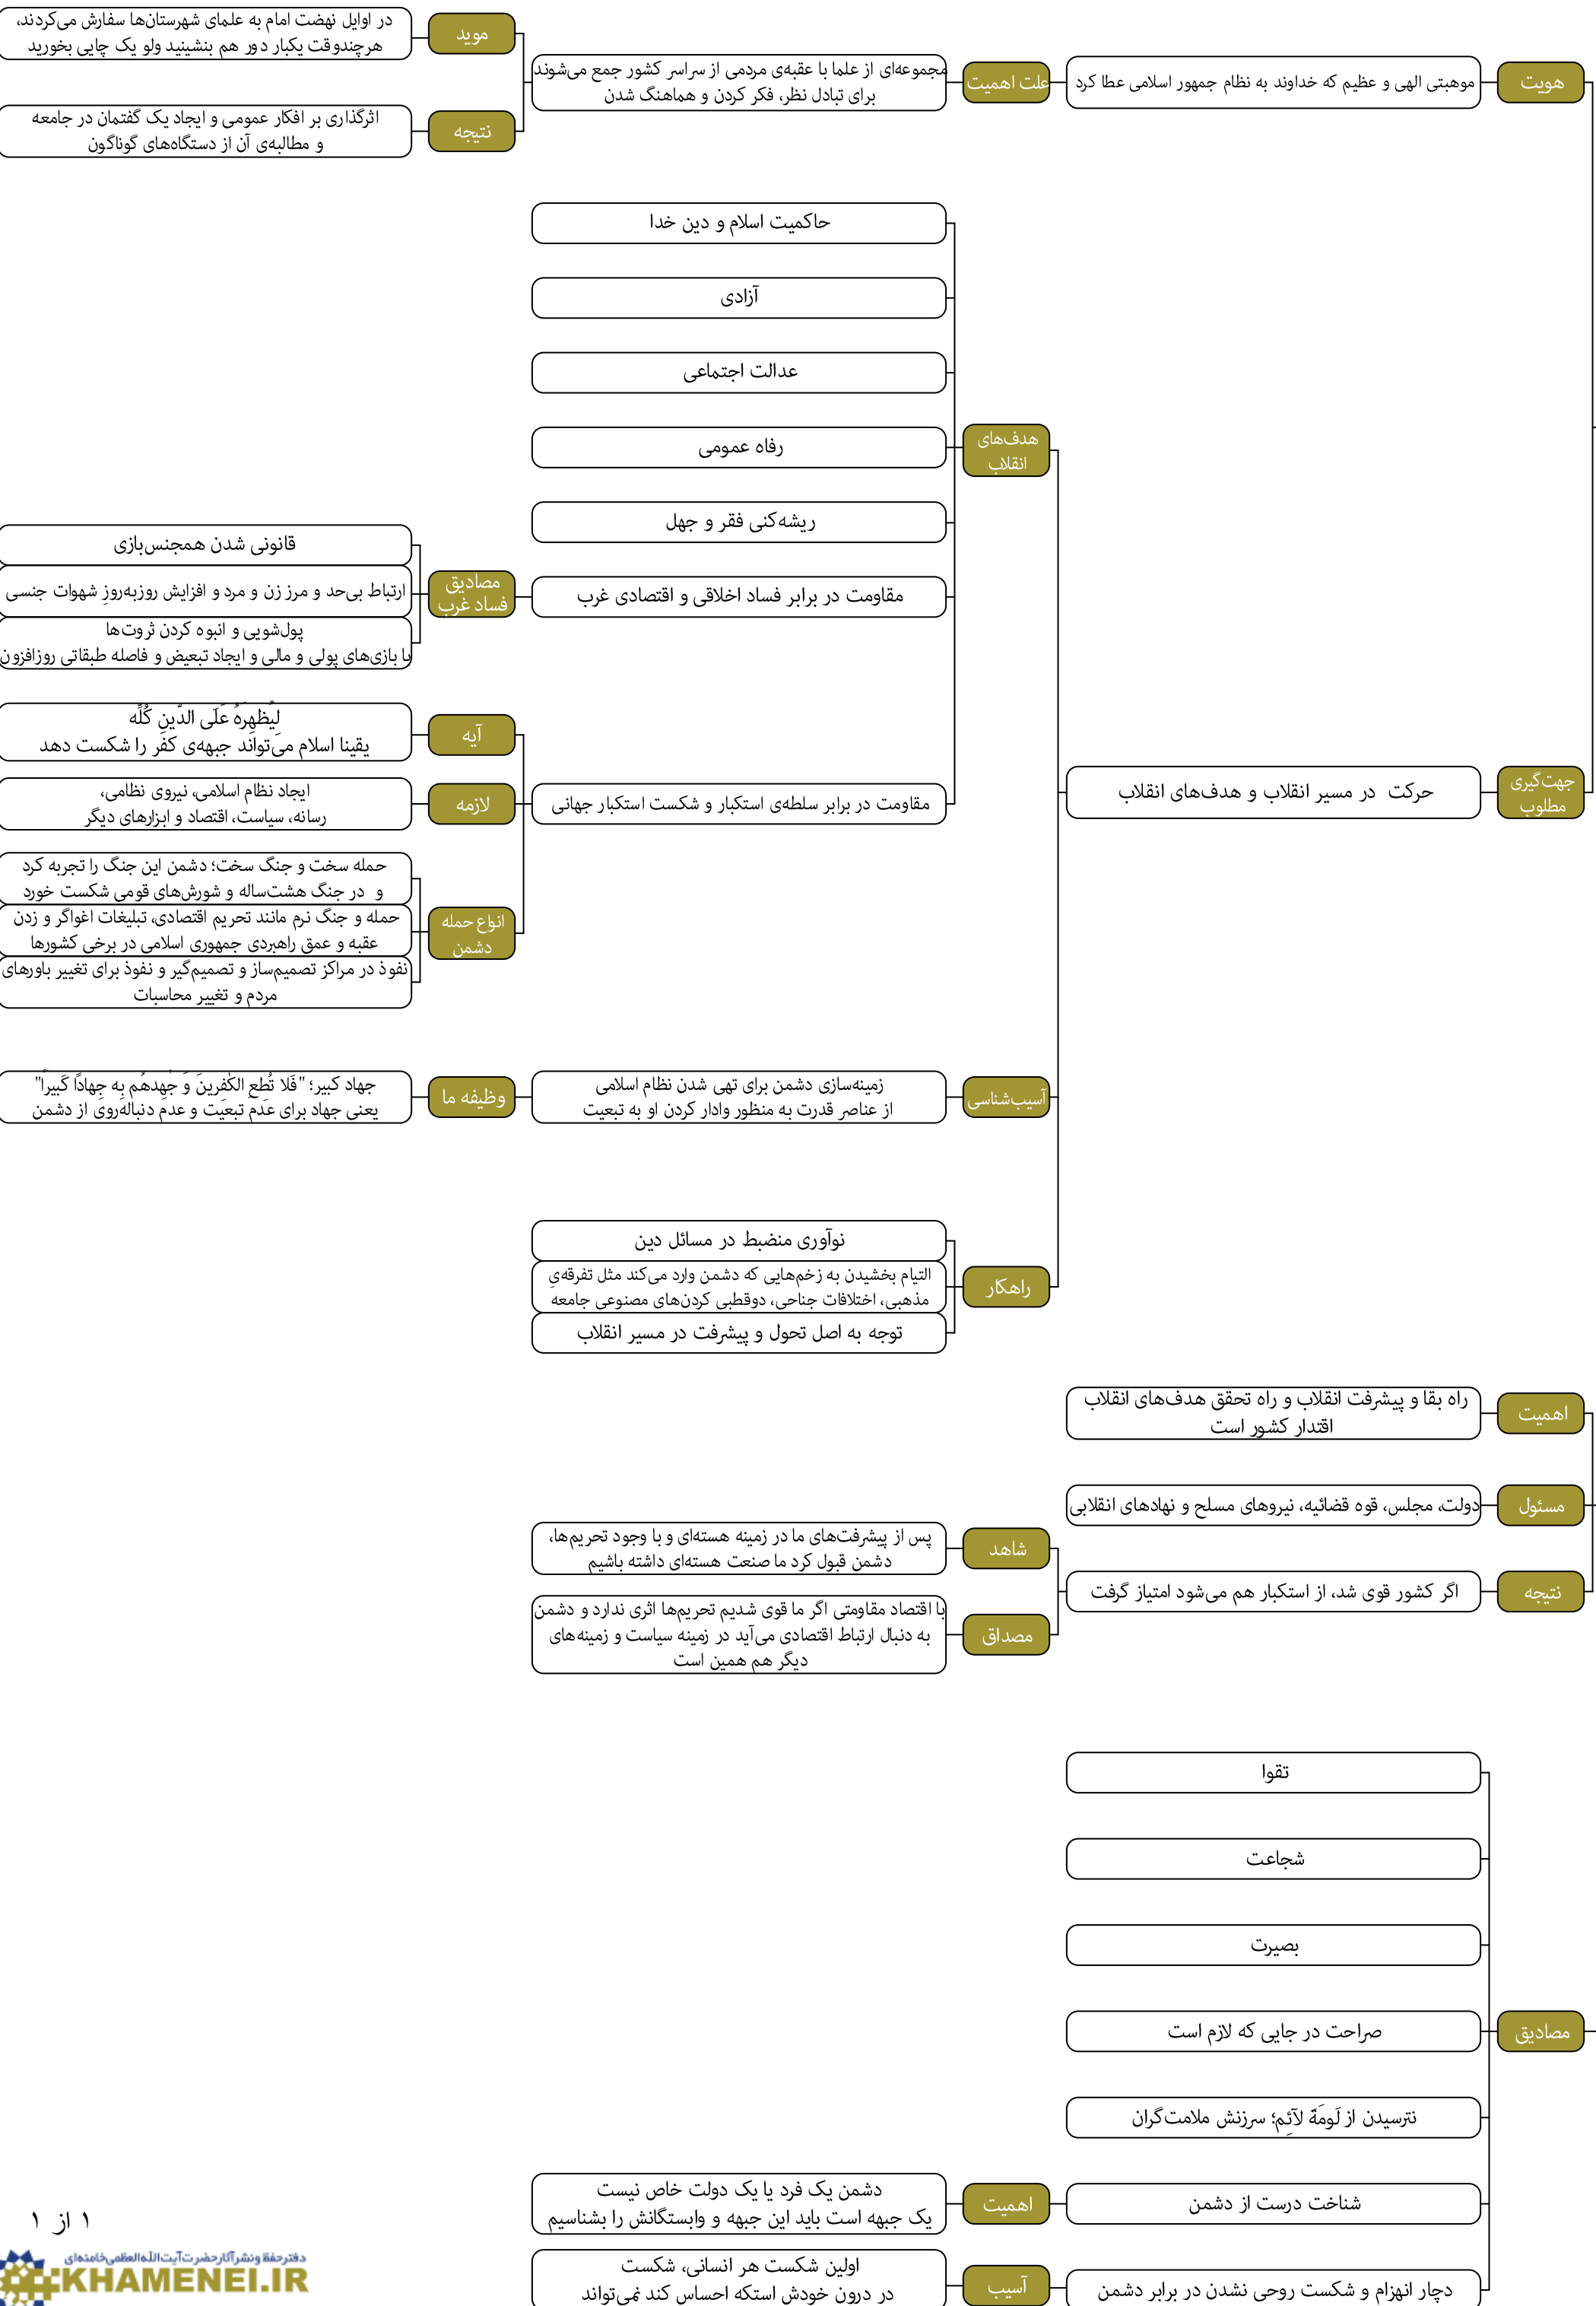 هویت
موهبتی الهی و عظیم که خداوند به نظام جمهور اسلامی عطا کرد
علت اهمیت
مجموعه‌ای از علما با عقبه‌ی مردمی از سراسر کشور جمع می‌شوند
برای تبادل نظر، فکر کردن و هماهنگ شدن
موید
در اوایل نهضت امام به علمای شهرستان‌ها سفارش می‌کردند،
هرچندوقت یکبار دور هم بنشینید ولو یک چایی بخورید
نتیجه
اثرگذاری بر افکار عمومی و ایجاد یک گفتمان در جامعه
و مطالبه‌ی آن از دستگاه‌های گوناگون
جهت‌گیری
مطلوب
حرکت در مسیر انقلاب و هدف‌های انقلاب
هدف‌های
انقلاب
حاکمیت اسلام و دین خدا
آزادی
عدالت اجتماعی
رفاه عمومی
ریشه‌کنی فقر و جهل
مقاومت در برابر فساد اخلاقی و اقتصادی غرب
مصادیق
فساد غرب
قانونی شدن همجنس‌بازی
ارتباط بی‌حد و مرز زن و مرد و افزایش روزبه‌روزِ شهوات جنسی
پول‌شویی و انبوه کردن ثروت‌ها
با بازی‌های پولی و مالی و ایجاد تبعیض و فاصله طبقاتی روزافزون
مقاومت در برابر سلطه‌ی استکبار و شکست استکبار جهانی
آیه
لِیُظهِرَهُ عَلَی الدّینِ کُلِّه
یقینا اسلام می‌تواند جبهه‌ی کفر را شکست دهد
لازمه
ایجاد نظام اسلامی، نیروی نظامی،
رسانه، سیاست، اقتصاد و ابزارهای دیگر
انواع حمله
دشمن
حمله سخت و جنگ سخت؛ دشمن این جنگ را تجربه کرد
و در جنگ هشت‌ساله و شورش‌های قومی شکست خورد
حمله و جنگ نرم مانند تحریم اقتصادی، تبلیغات اغواگر و زدن
عقبه و عمق راهبردی جمهوری اسلامی در برخی کشورها
نفوذ در مراکز تصمیم‌ساز و تصمیم‌گیر و نفوذ برای تغییر باورهای
مردم و تغییر محاسبات
آسیب‌شناسی
زمینه‌سازی دشمن برای تهی شدن نظام اسلامی
از عناصر قدرت به منظور وادار کردن او به تبعیت
وظیفه ما
جهاد کبیر؛ "فَلا تُطِعِ الکٰفِرینَ وَ جٰهِدهُم بِه جِهادًا کَبیرًا"
یعنی جهاد برای عدم تبعیت و عدم دنباله‌روی از دشمن
راهکار
نوآوری منضبط در مسائل دین
التیام بخشیدن به زخم‌هایی که دشمن وارد می‌کند مثل تفرقه‌یِ
مذهبی، اختلافات جناحی، دوقطبی کردن‌های مصنوعی جامعه
توجه به اصل تحول و پیشرفت در مسیر انقلاب
اهمیت
راه بقا و پیشرفت انقلاب و راه تحقق هدف‌های انقلاب
اقتدار کشور است
مسئول
دولت، مجلس، قوه قضائیه، نیروهای مسلح و نهادهای انقلابی
نتیجه
اگر کشور قوی شد، از استکبار هم می‌شود امتیاز گرفت
شاهد
پس از پیشرفت‌های ما در زمینه هسته‌ای و با وجود تحریم‌ها،
دشمن قبول کرد ما صنعت هسته‌ای داشته باشیم
مصداق
با اقتصاد مقاومتی اگر ما قوی شدیم تحریم‌ها اثری ندارد و دشمن
به دنبال ارتباط اقتصادی می‌آید در زمینه سیاست و زمینه‌های
دیگر هم همین است
مصادیق
تقوا
شجاعت
بصیرت
صراحت در جایی که لازم است
نترسیدن از لَومَةَ لآئِم؛ سرزنش ملامت‌گران
شناخت درست از دشمن
اهمیت
دشمن یک فرد یا یک دولت خاص نیست
یک جبهه است باید این جبهه و وابستگانش را بشناسیم
دچار انهزام و شکست روحی نشدن در برابر دشمن
آسیب
اولین شکست هر انسانی، شکست
در درون خودش استکه احساس کند نمی‌تواند
۱ از ۱
دفتر حفظ و نشر آثار حضرت آیت‌الله‌العظمی خامنه‌ای
KHAMENEI.IR